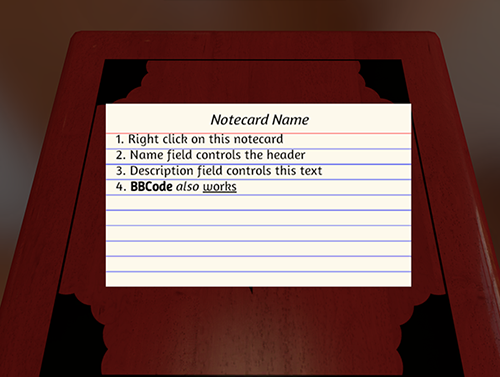 Notecard Name
1. Right click on this notecard
2. Name field controls the header
3. Description field controls this text
4. BBCode also works